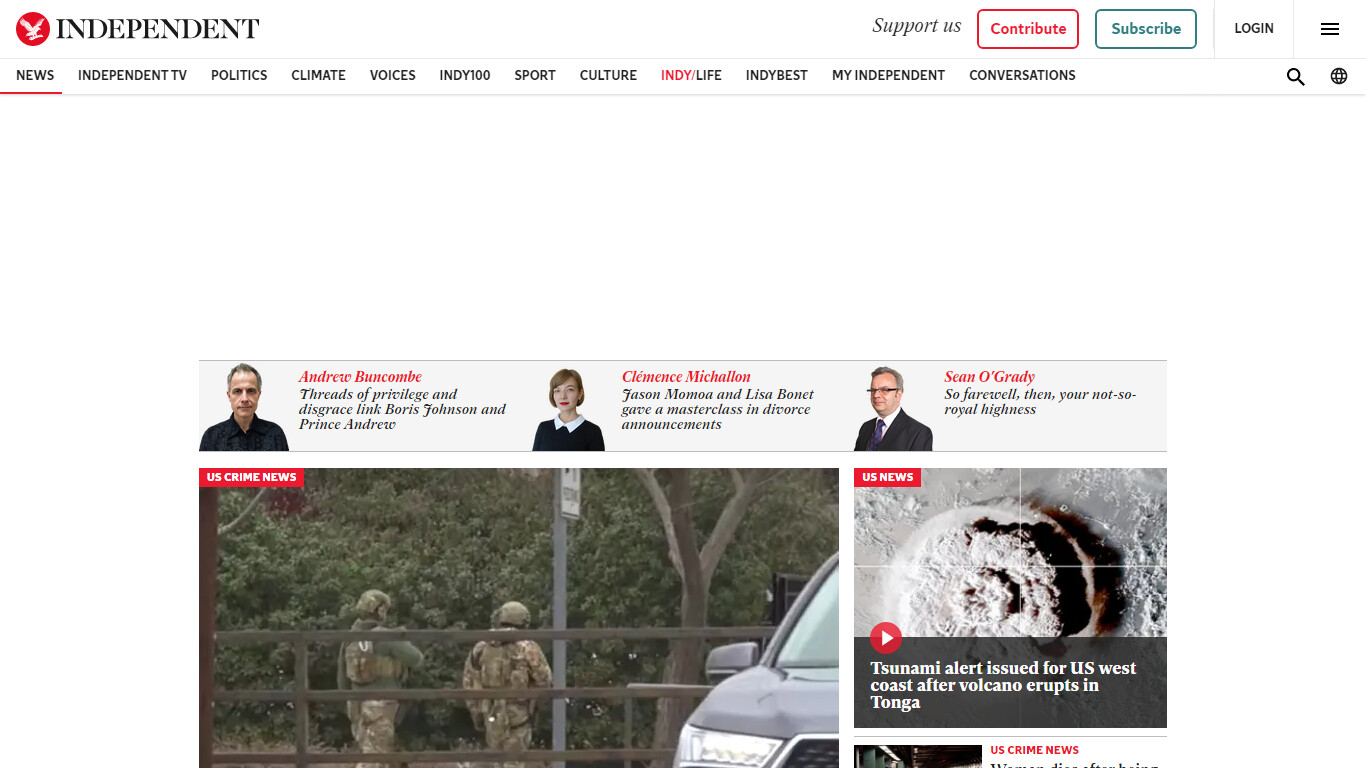 INDEPENDENT
Support us
Contribute
Subscribe
LOGIN
NEWS
INDEPENDENT TV
POLITICS
CLIMATE
VOICES
INDY100
SPORT
CULTURE
INDY/LIFE
INDYBEST
MY INDEPENDENT
CONVERSATIONS
Andrew Buncombe
Threads of privilege and
disgrace link Boris Johnson and
Prince Andrew
Clémence Michallon
Jason Momoa and Lisa Bonet
gave a masterclass in divorce
announcements
Sean O'Grady
So farewell, then, your not-so-
royal highness
US CRIME NEWS
US NEWS
Tsunami alert issued for US west
coast after volcano erupts in
Tonga
US CRIME NEWS
Woman dies after being